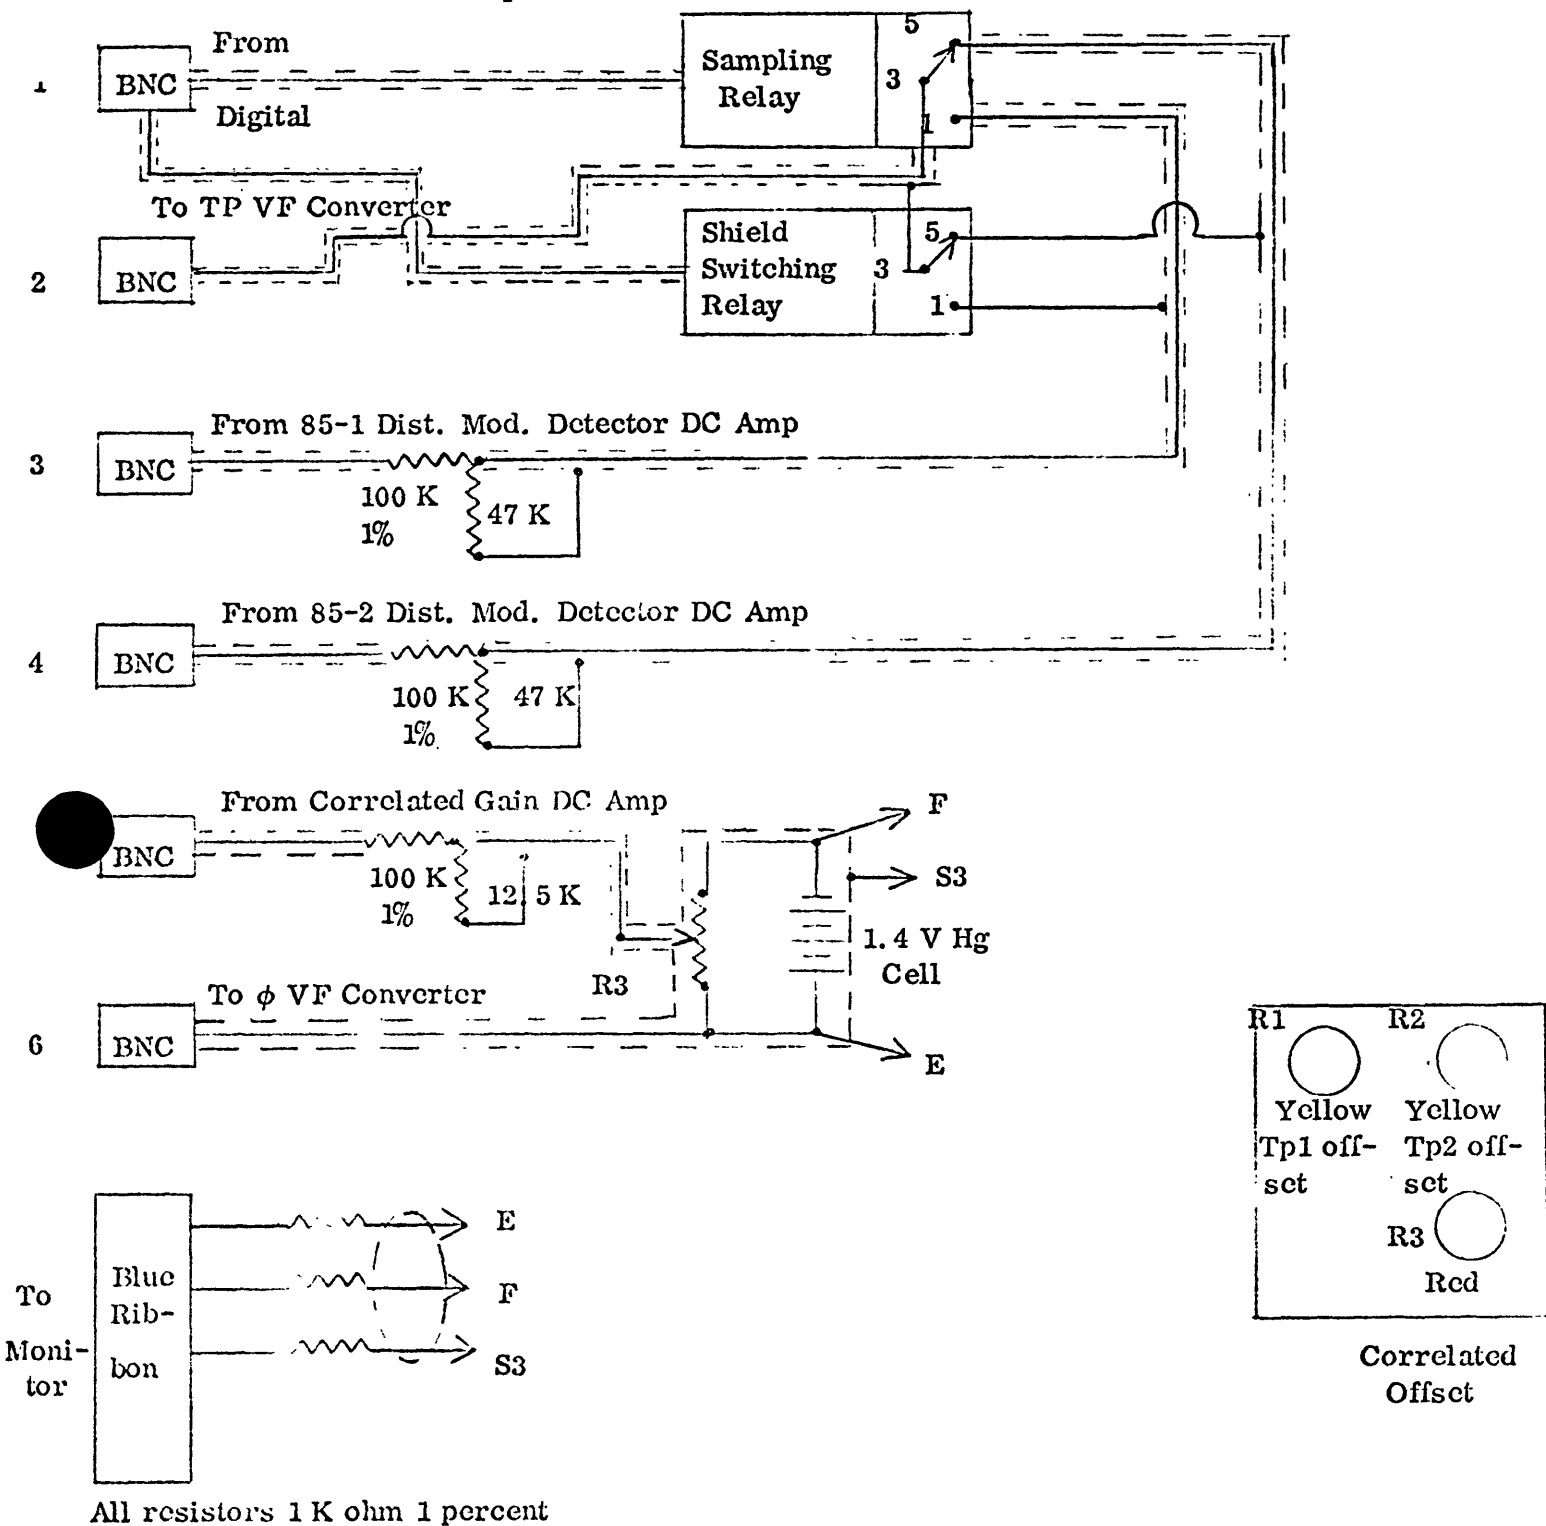 From
1 BNC
Digital
Sampling
Relay
5
3
1
To TP VF Converter
2 BNC
Shield
Switching
Relay
5
3
1
From 85-1 Dist. Mod. Detector DC Amp
3 BNC
100 K
1%
47 K
From 85-2 Dist. Mod. Detector DC Amp
4 BNC
100 K
1%
47 K
From Correlated Gain DC Amp
BNC
100 K
1%
12.5 K
R3
F
S3
1.4 V Hg
Cell
To ϕ VF Converter
6 BNC
E
R1 R2
Yellow Yellow
Tp1 off- Tp2 off-
set set
R3
Red
Correlated
Offset
To
Moni-
tor
Blue
Rib-
bon
E
F
S3
All resistors 1 K ohm 1 percent